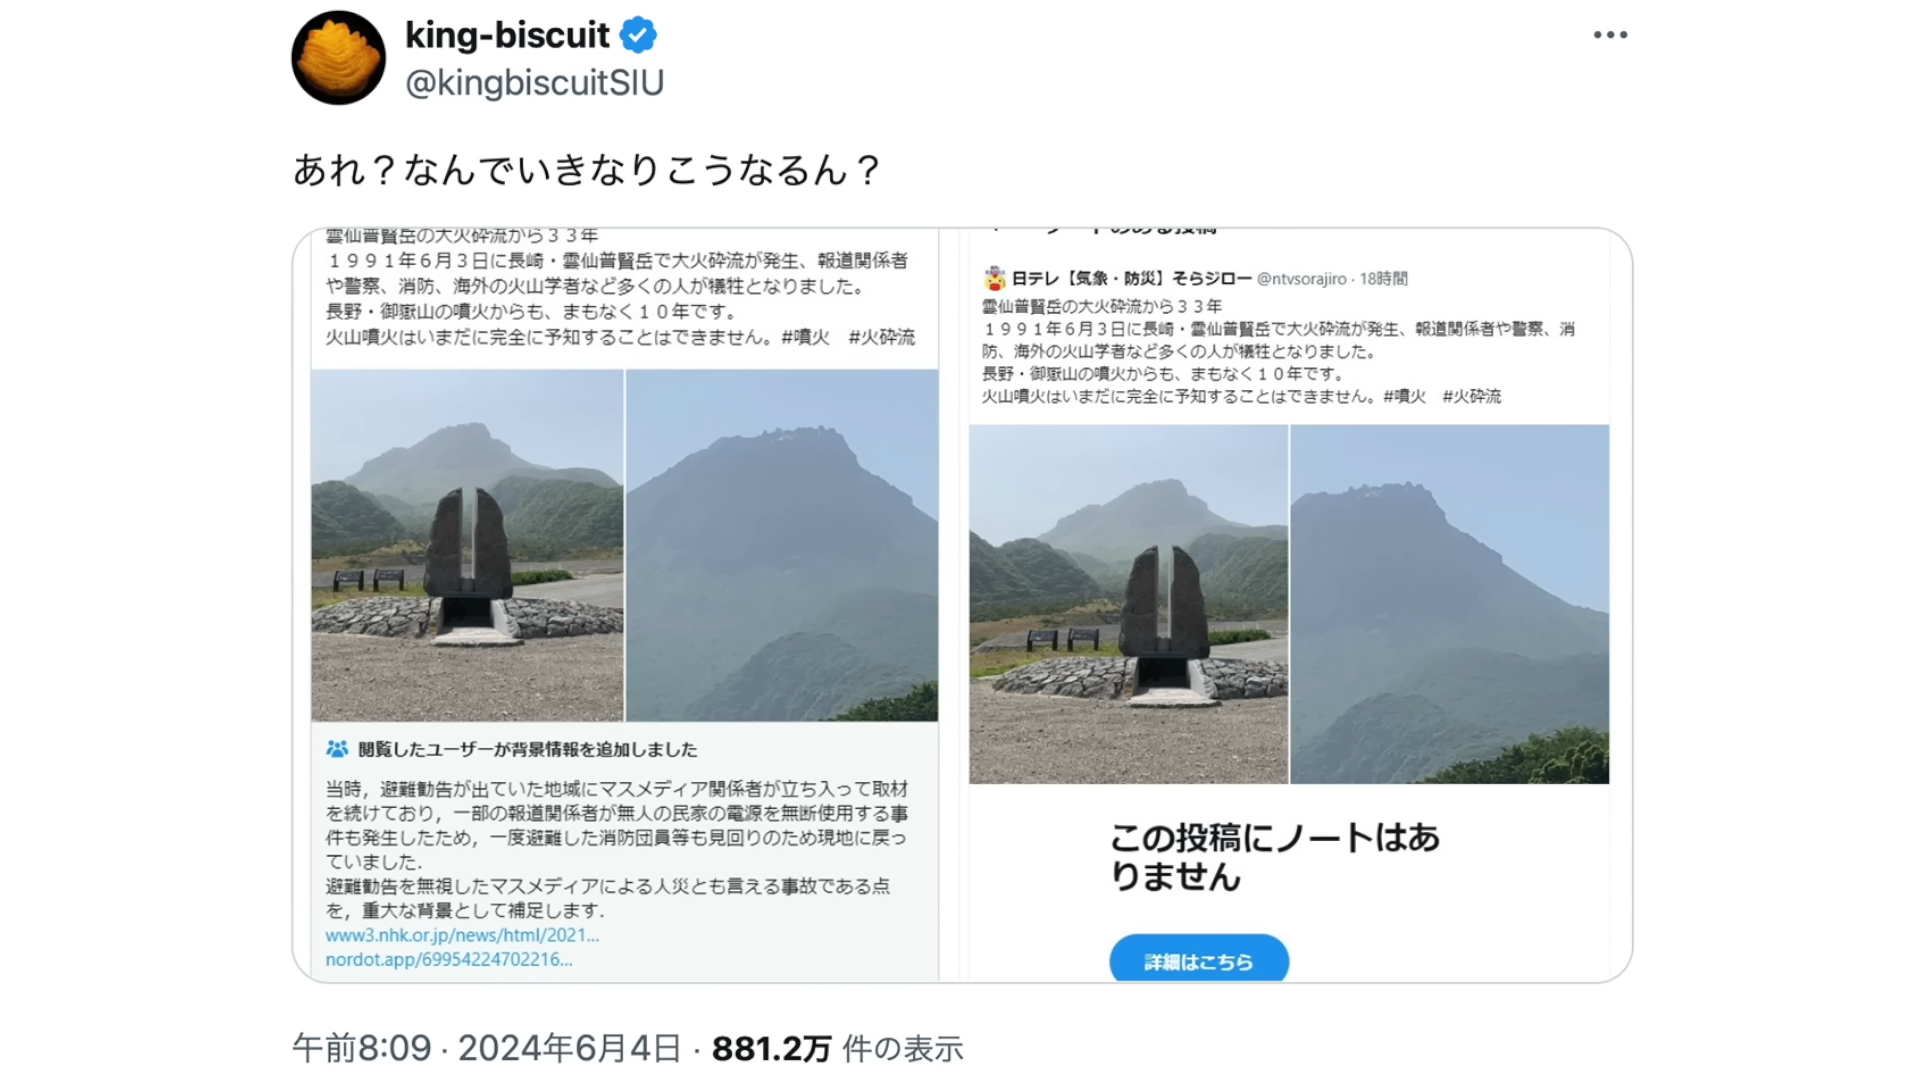 king-biscuit
@kingbiscuitSIU
あれ？なんでいきなりこうなるん？
雲仙普賢岳の大火砕流から３３年
１９９１年６月３日に長崎・雲仙普賢岳で大火砕流が発生、報道関係者
や警察、消防、海外の火山学者など多くの人が犠牲となりました。
長野・御嶽山の噴火からも、まもなく１０年です。
火山噴火はいまだに完全に予知することはできません。#噴火　#火砕流
閲覧したユーザーが背景情報を追加しました
当時，避難勧告が出ていた地域にマスメディア関係者が立ち入って取材
を続けており，一部の報道関係者が無人の民家の電源を無断使用する事
件も発生したため，一度避難した消防団員等も見回りのため現地に戻っ
ていました．
避難勧告を無視したマスメディアによる人災とも言える事故である点
を，重大な背景として補足します．
www3.nhk.or.jp/news/html/2021...
nordot.app/69954224702216...
のある投稿
日テレ【気象・防災】そらジロー @ntvsorajiro · 18時間
雲仙普賢岳の大火砕流から３３年
１９９１年６月３日に長崎・雲仙普賢岳で大火砕流が発生、報道関係者や警察、消
防、海外の火山学者など多くの人が犠牲となりました。
長野・御嶽山の噴火からも、まもなく１０年です。
火山噴火はいまだに完全に予知することはできません。#噴火　#火砕流
この投稿にノートはあ
りません
詳細はこちら
午前8:09 · 2024年6月4日 · 881.2万 件の表示